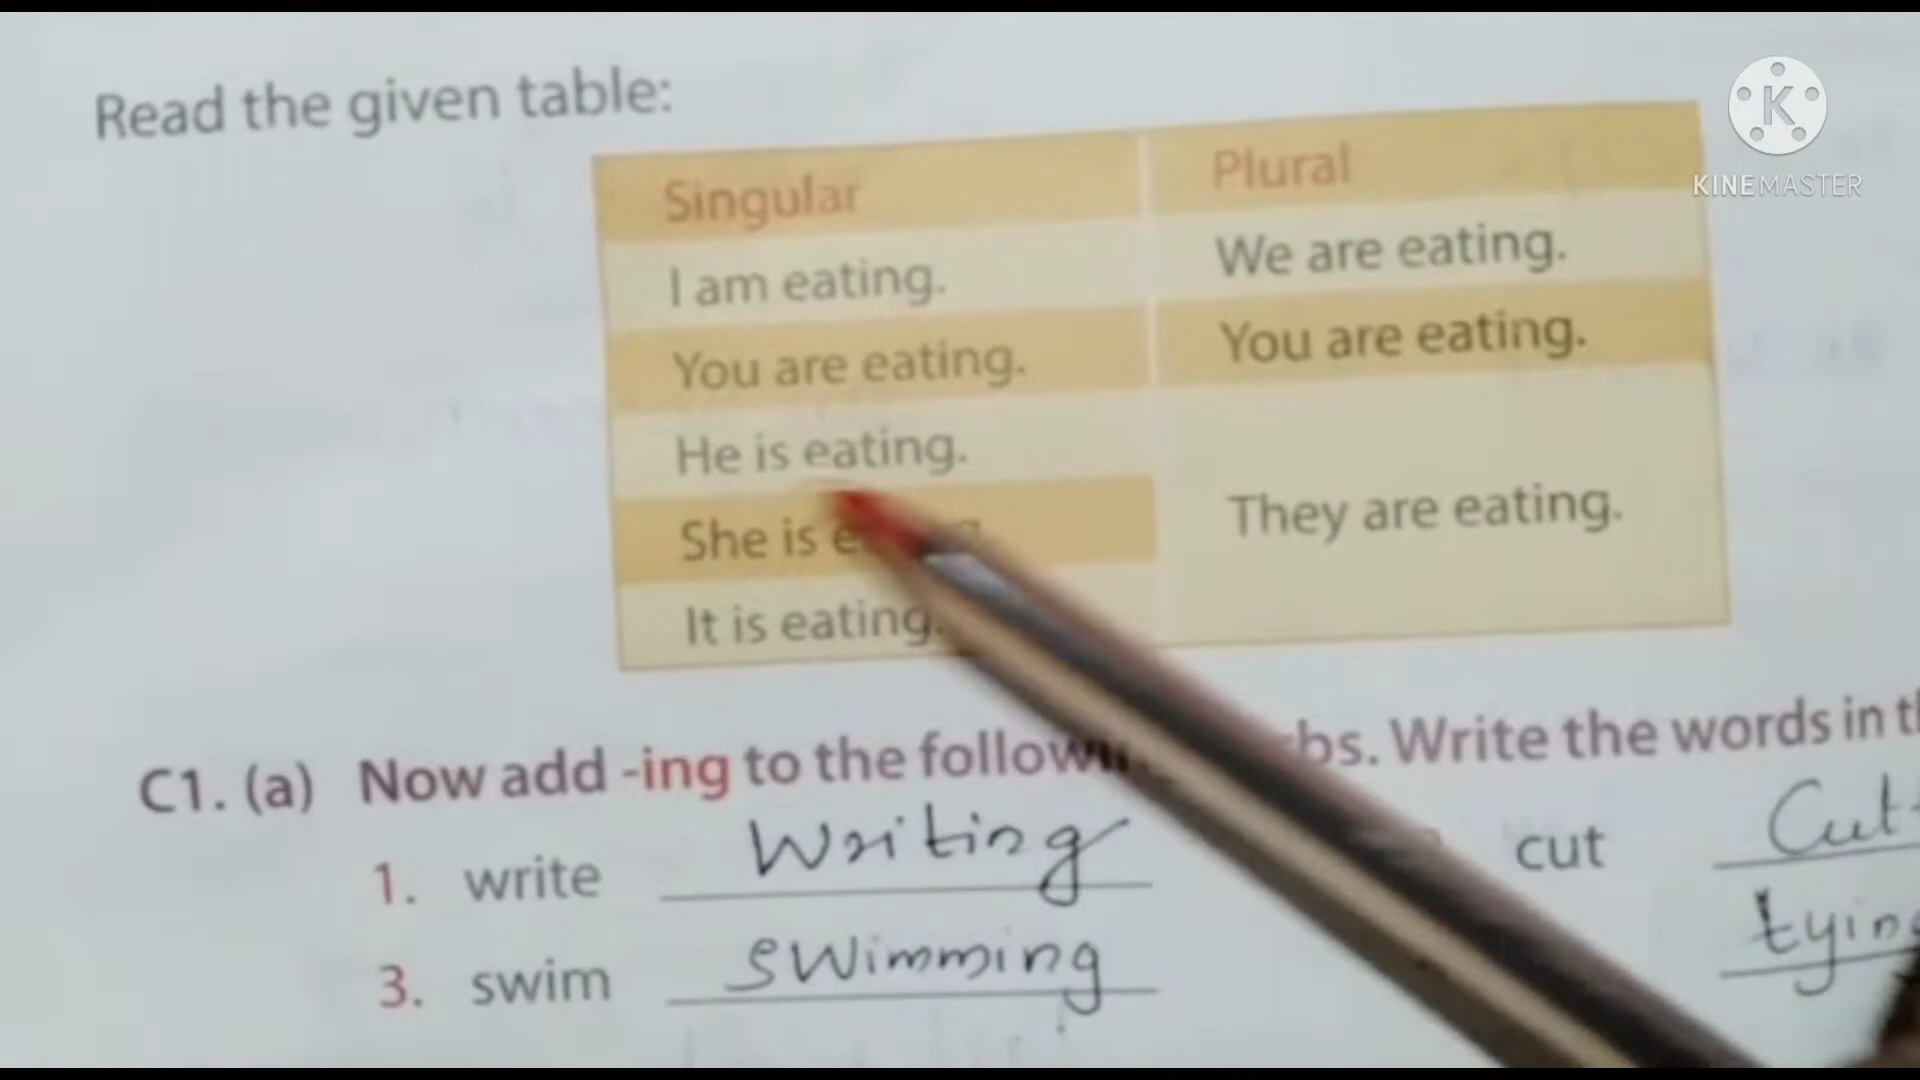 Read the given table:
KINEMASTER
Singular Plural
I am eating. We are eating.
You are eating. You are eating.
He is eating.
She is
They are eating.
It is eating.
C1. (a) Now add -ing to the Write the words in
1. write Writing
cut
3. swim swimming